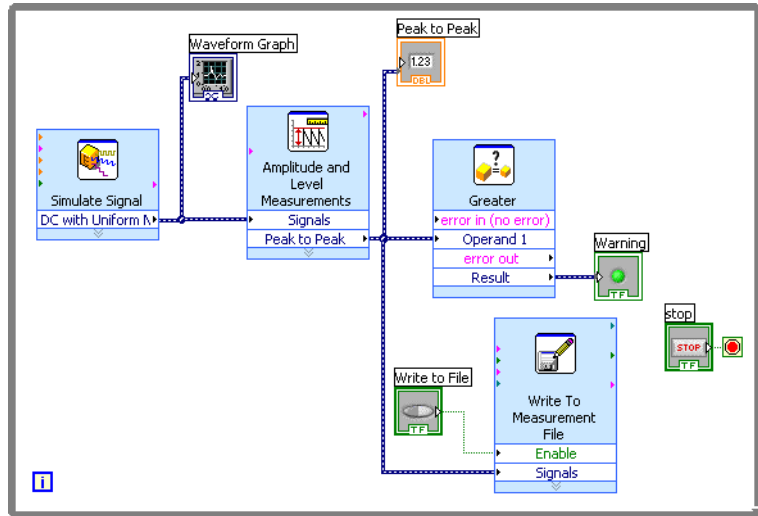 Peak to Peak
Waveform Graph
1.23
DBL
Simulate Signal
DC with Uniform N
Amplitude and
Level
Measurements
Signals
Peak to Peak
?
Greater
error in (no error)
Operand 1
error out
Result
Warning
TF
stop
STOP
TF
Write to File
TF
Write To
Measurement
File
Enable
Signals
i